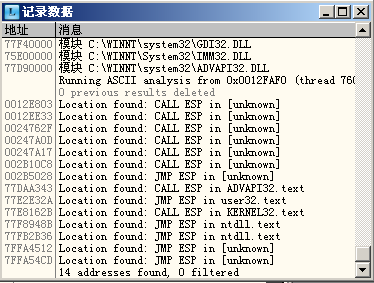 记录数据
地址 消息
77F40000 模块 C:\WINNT\system32\GDI32.DLL
75E00000 模块 C:\WINNT\system32\IMM32.DLL
77D90000 模块 C:\WINNT\system32\ADVAPI32.DLL
Running ASCII analysis from 0x0012FAF0 (thread 760
0 previous results deleted
0012E803 Location found: CALL ESP in [unknown]
0012EE33 Location found: CALL ESP in [unknown]
0024762F Location found: CALL ESP in [unknown]
00247A0D Location found: CALL ESP in [unknown]
00247A17 Location found: CALL ESP in [unknown]
002B10C8 Location found: CALL ESP in [unknown]
002B5028 Location found: JMP ESP in [unknown]
77DAA343 Location found: CALL ESP in ADVAPI32.text
77E2E32A Location found: JMP ESP in user32.text
77E8162B Location found: CALL ESP in KERNEL32.text
77F8948B Location found: JMP ESP in ntdll.text
77FB2B36 Location found: JMP ESP in ntdll.text
7FFA4512 Location found: JMP ESP in [unknown]
7FFA54CD Location found: JMP ESP in [unknown]
14 addresses found, 0 filtered